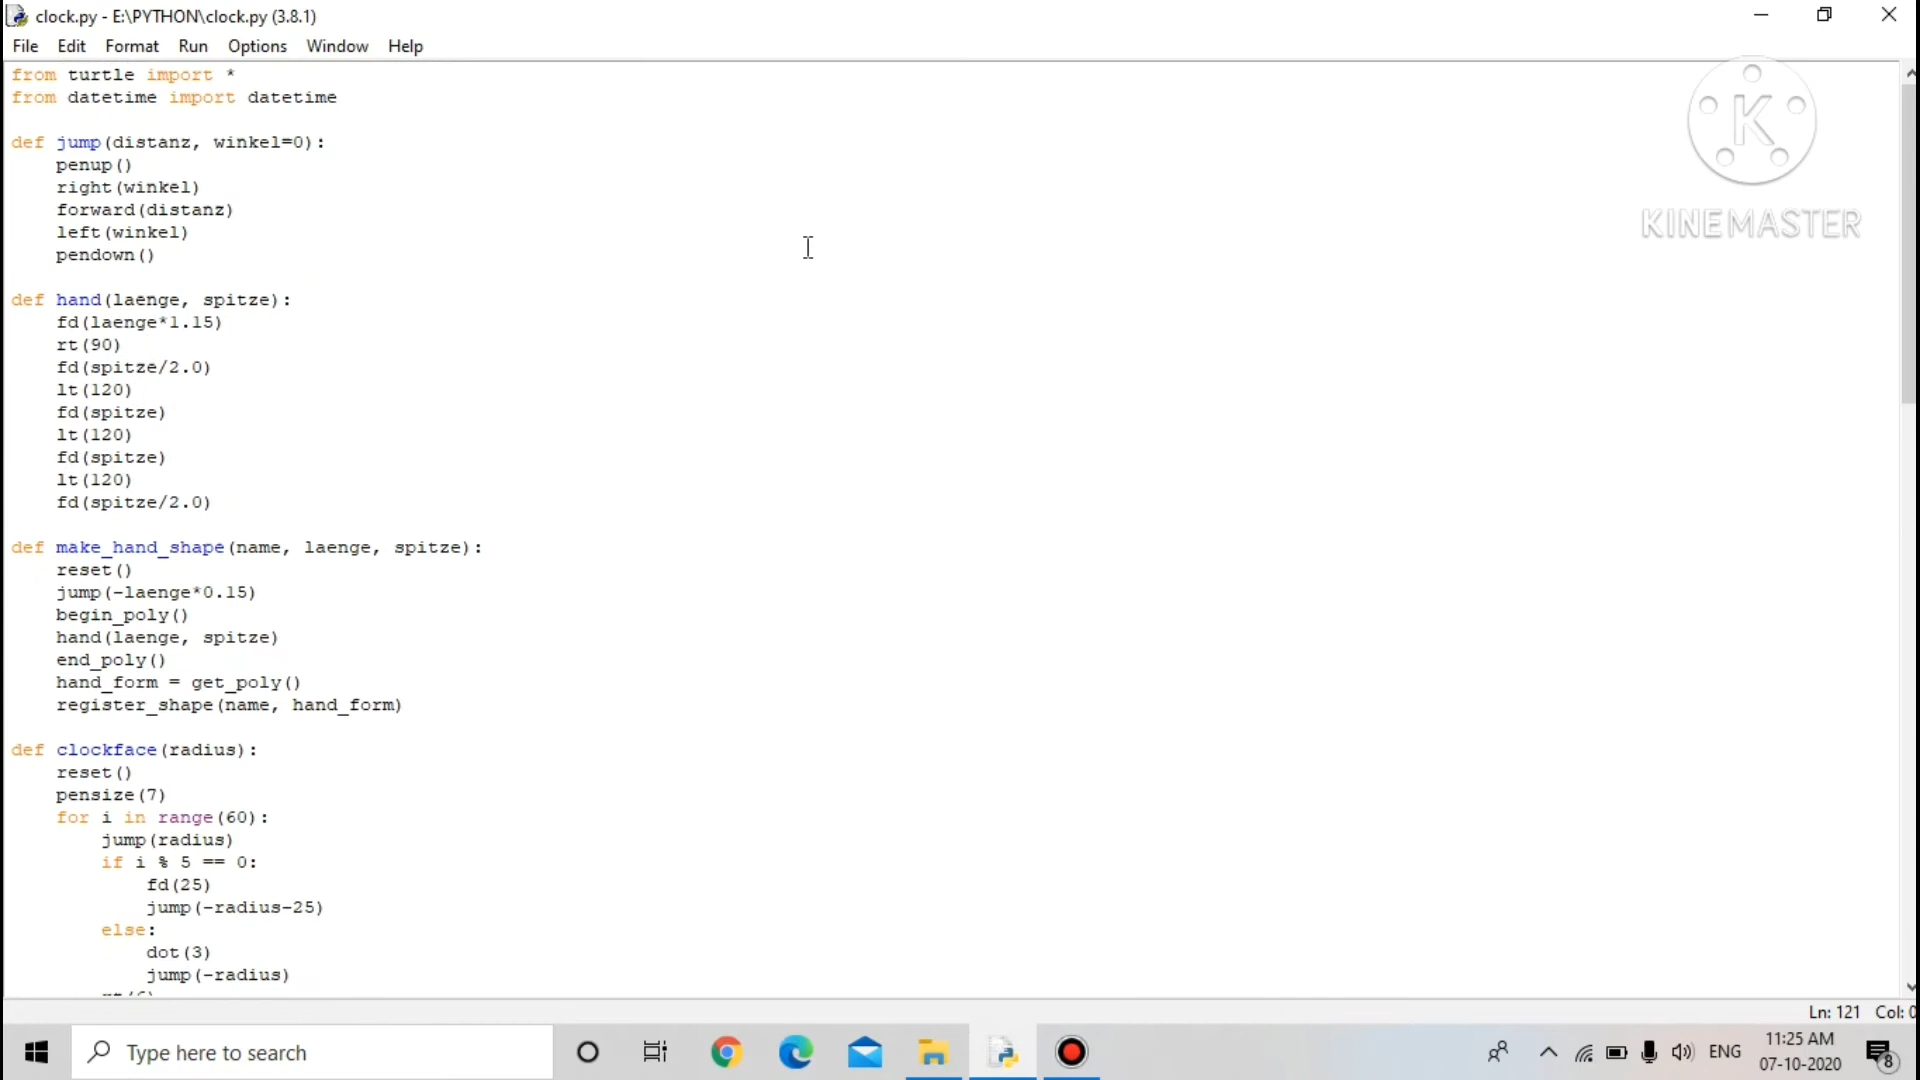 clock.py - E:\PYTHON\clock.py (3.8.1)
File Edit Format Run Options Window Help
from turtle import *
from datetime import datetime
def jump(distanz, winkel=0):
    penup()
    right(winkel)
    forward(distanz)
    left(winkel)
    pendown()
def hand(laenge, spitze):
    fd(laenge*1.15)
    rt(90)
    fd(spitze/2.0)
    lt(120)
    fd(spitze)
    lt(120)
    fd(spitze)
    lt(120)
    fd(spitze/2.0)
def make_hand_shape(name, laenge, spitze):
    reset()
    jump(-laenge*0.15)
    begin_poly()
    hand(laenge, spitze)
    end_poly()
    hand_form = get_poly()
    register_shape(name, hand_form)
def clockface(radius):
    reset()
    pensize(7)
    for i in range(60):
        jump(radius)
        if i % 5 == 0:
            fd(25)
            jump(-radius-25)
        else:
            dot(3)
            jump(-radius)
K
KINEMASTER
Ln: 121 Col: 0
Type here to search
ENG
11:25 AM
07-10-2020
8